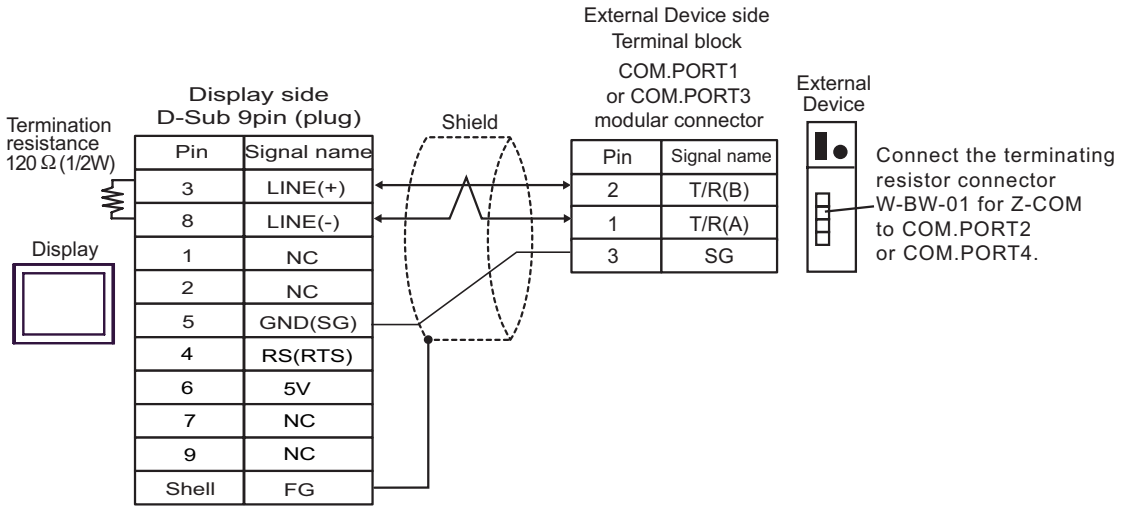 External Device side
Terminal block
COM.PORT1
or COM.PORT3
modular connector
External
Device
Display side
D-Sub 9pin (plug)
Termination
resistance
120 Ω (1/2W)
Shield
Pin Signal name
3 LINE(+)
8 LINE(-)
1 NC
2 NC
5 GND(SG)
4 RS(RTS)
6 5V
7 NC
9 NC
Shell FG
Display
Pin Signal name
2 T/R(B)
1 T/R(A)
3 SG
Connect the terminating
resistor connector
W-BW-01 for Z-COM
to COM.PORT2
or COM.PORT4.